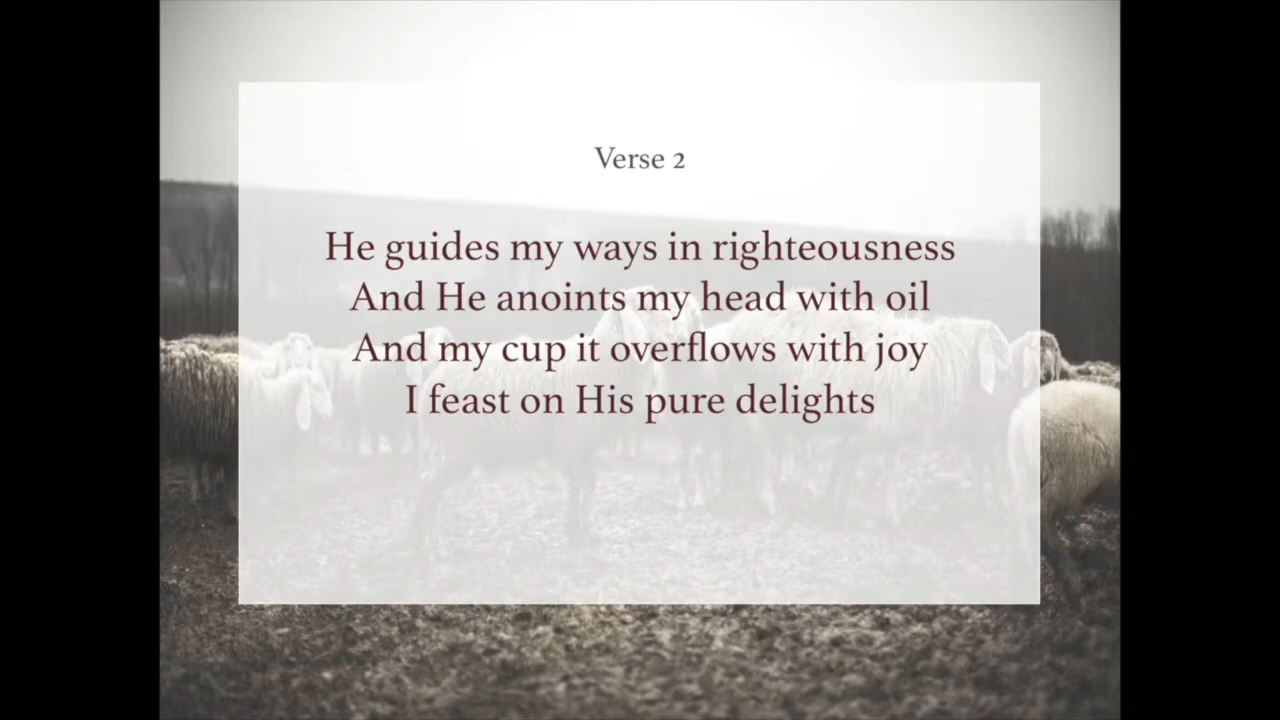 Verse 2
He guides my ways in righteousness
And He anoints my head with oil
And my cup it overflows with joy
I feast on His pure delights